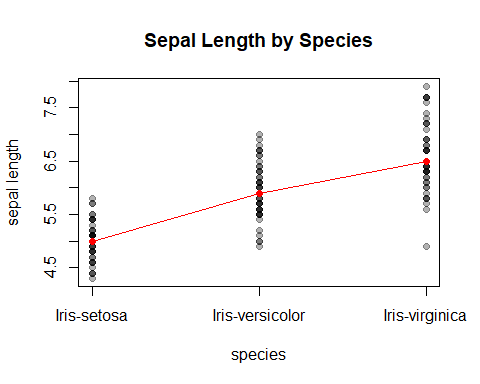 Sepal Length by Species
sepal length
7.5
6.5
5.5
4.5
Iris-setosa Iris-versicolor Iris-virginica
species